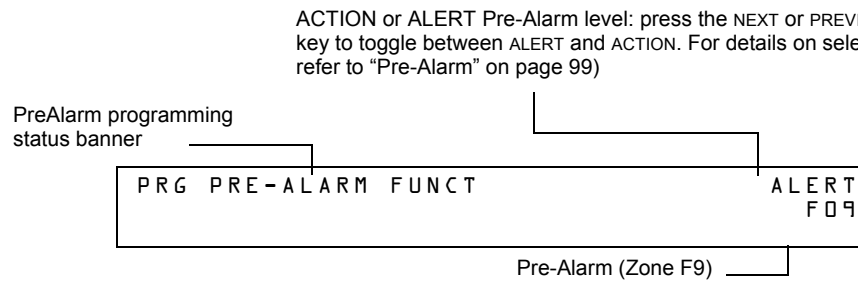 ACTION or ALERT Pre-Alarm level: press the NEXT or
key to toggle between ALERT and ACTION. For details on
refer to “Pre-Alarm” on page 99)
PreAlarm programming
status banner
PRG PRE-ALARM FUNCT ALERT
F09
Pre-Alarm (Zone F9)